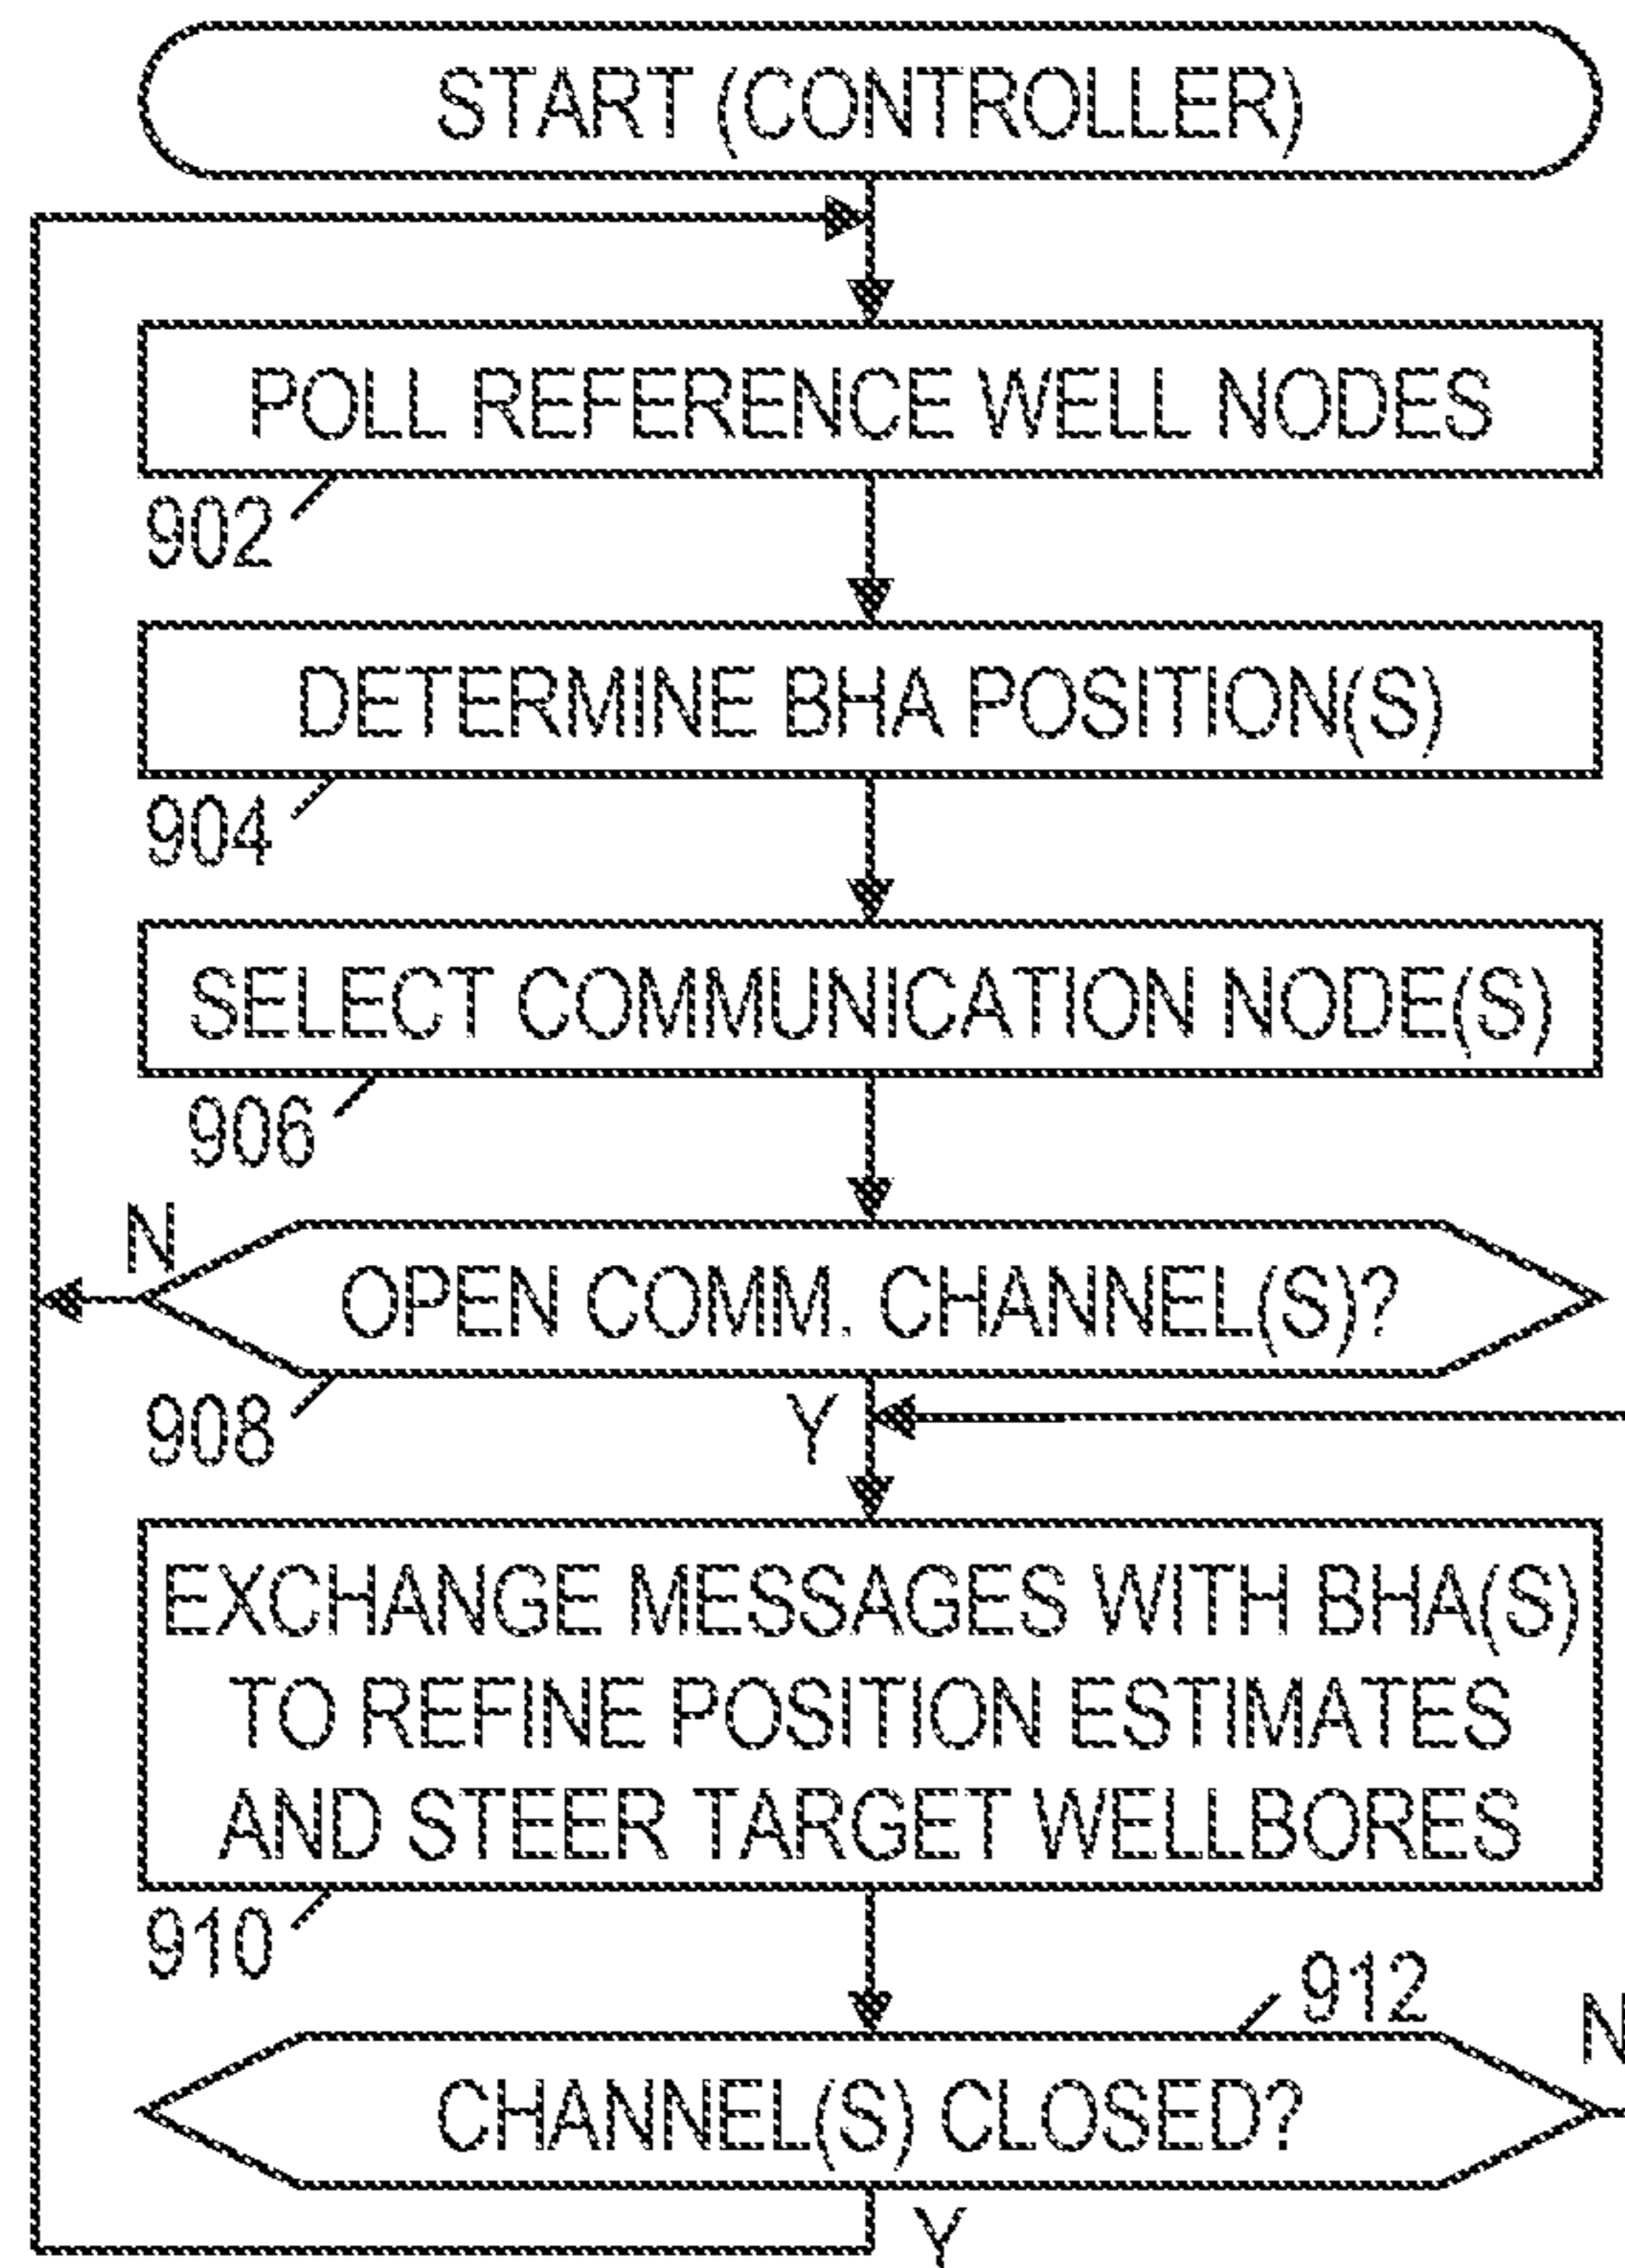 START (CONTROLLER)
POLL REFERENCE WELL NODES
902
DETERMINE BHA POSITION(S)
904
SELECT COMMUNICATION NODE(S)
906
N
OPEN COMM. CHANNEL(S)?
908
Y
EXCHANGE MESSAGES WITH BHA(S)
TO REFINE POSITION ESTIMATES
AND STEER TARGET WELLBORES
910
912
N
CHANNEL(S) CLOSED?
Y